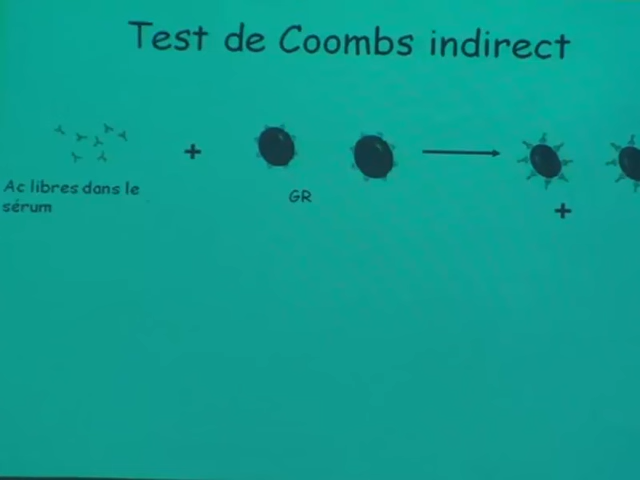 Test de Coombs indirect
+
Ac libres dans le
sérum
GR
+